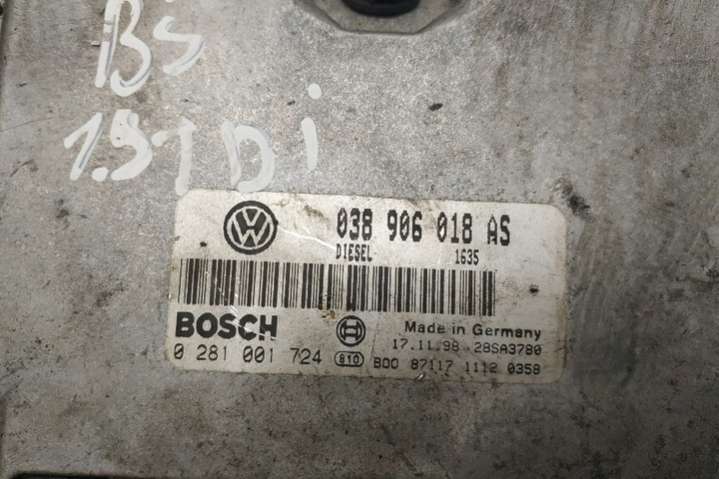 B5
1.9TDi
038 906 018 AS
DIESEL 1635
BOSCH
Made in Germany
17.11.98 28SA3780
0 281 001 724 810 B00 87117 1112 0358